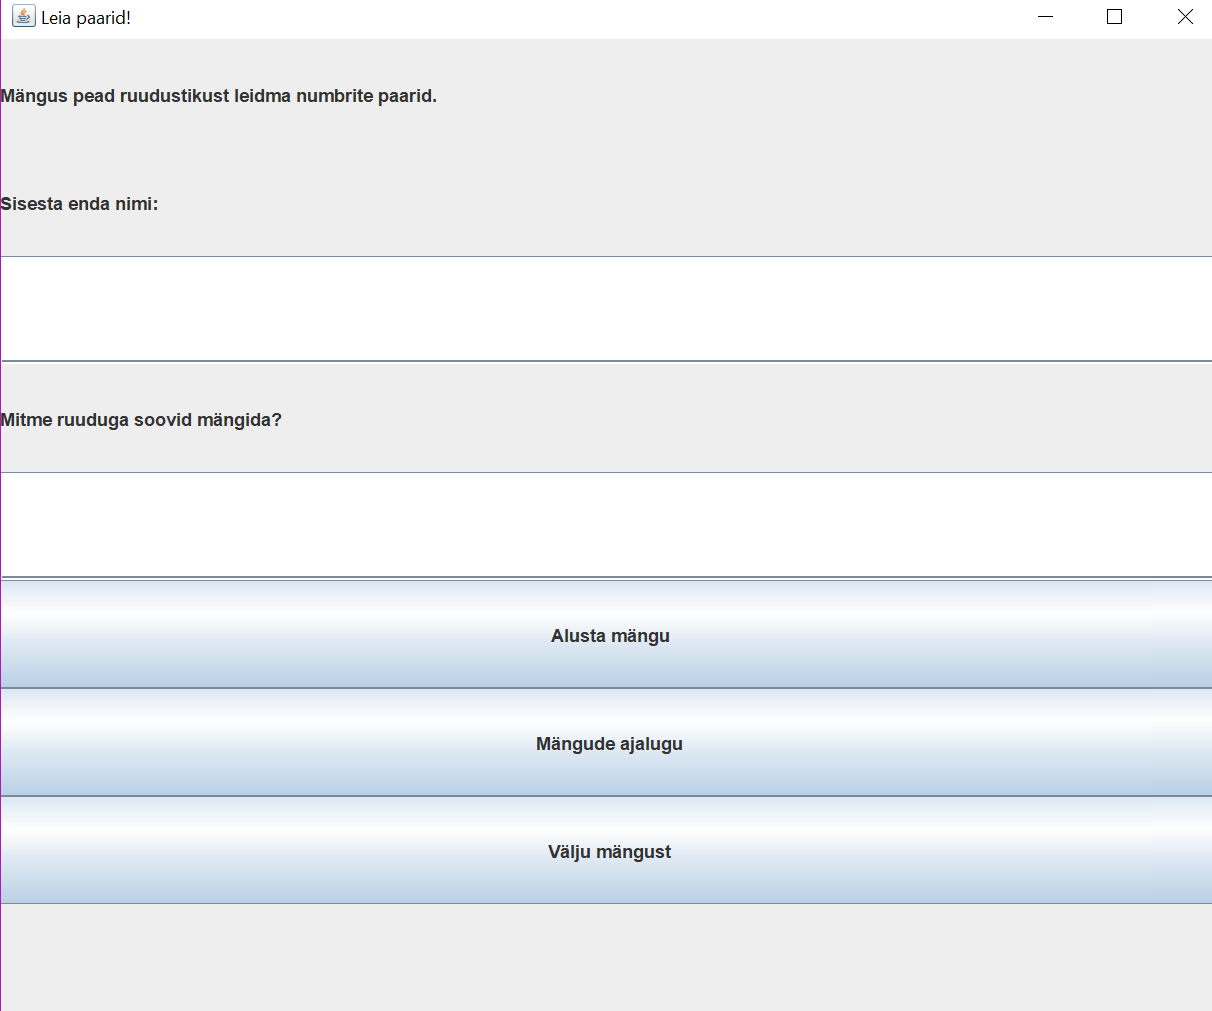 Leia paarid!
Mängus pead ruudustikust leidma numbrite paarid.
Sisesta enda nimi:
Mitme ruuduga soovid mängida?
Alusta mängu
Mängude ajalugu
Välju mängust